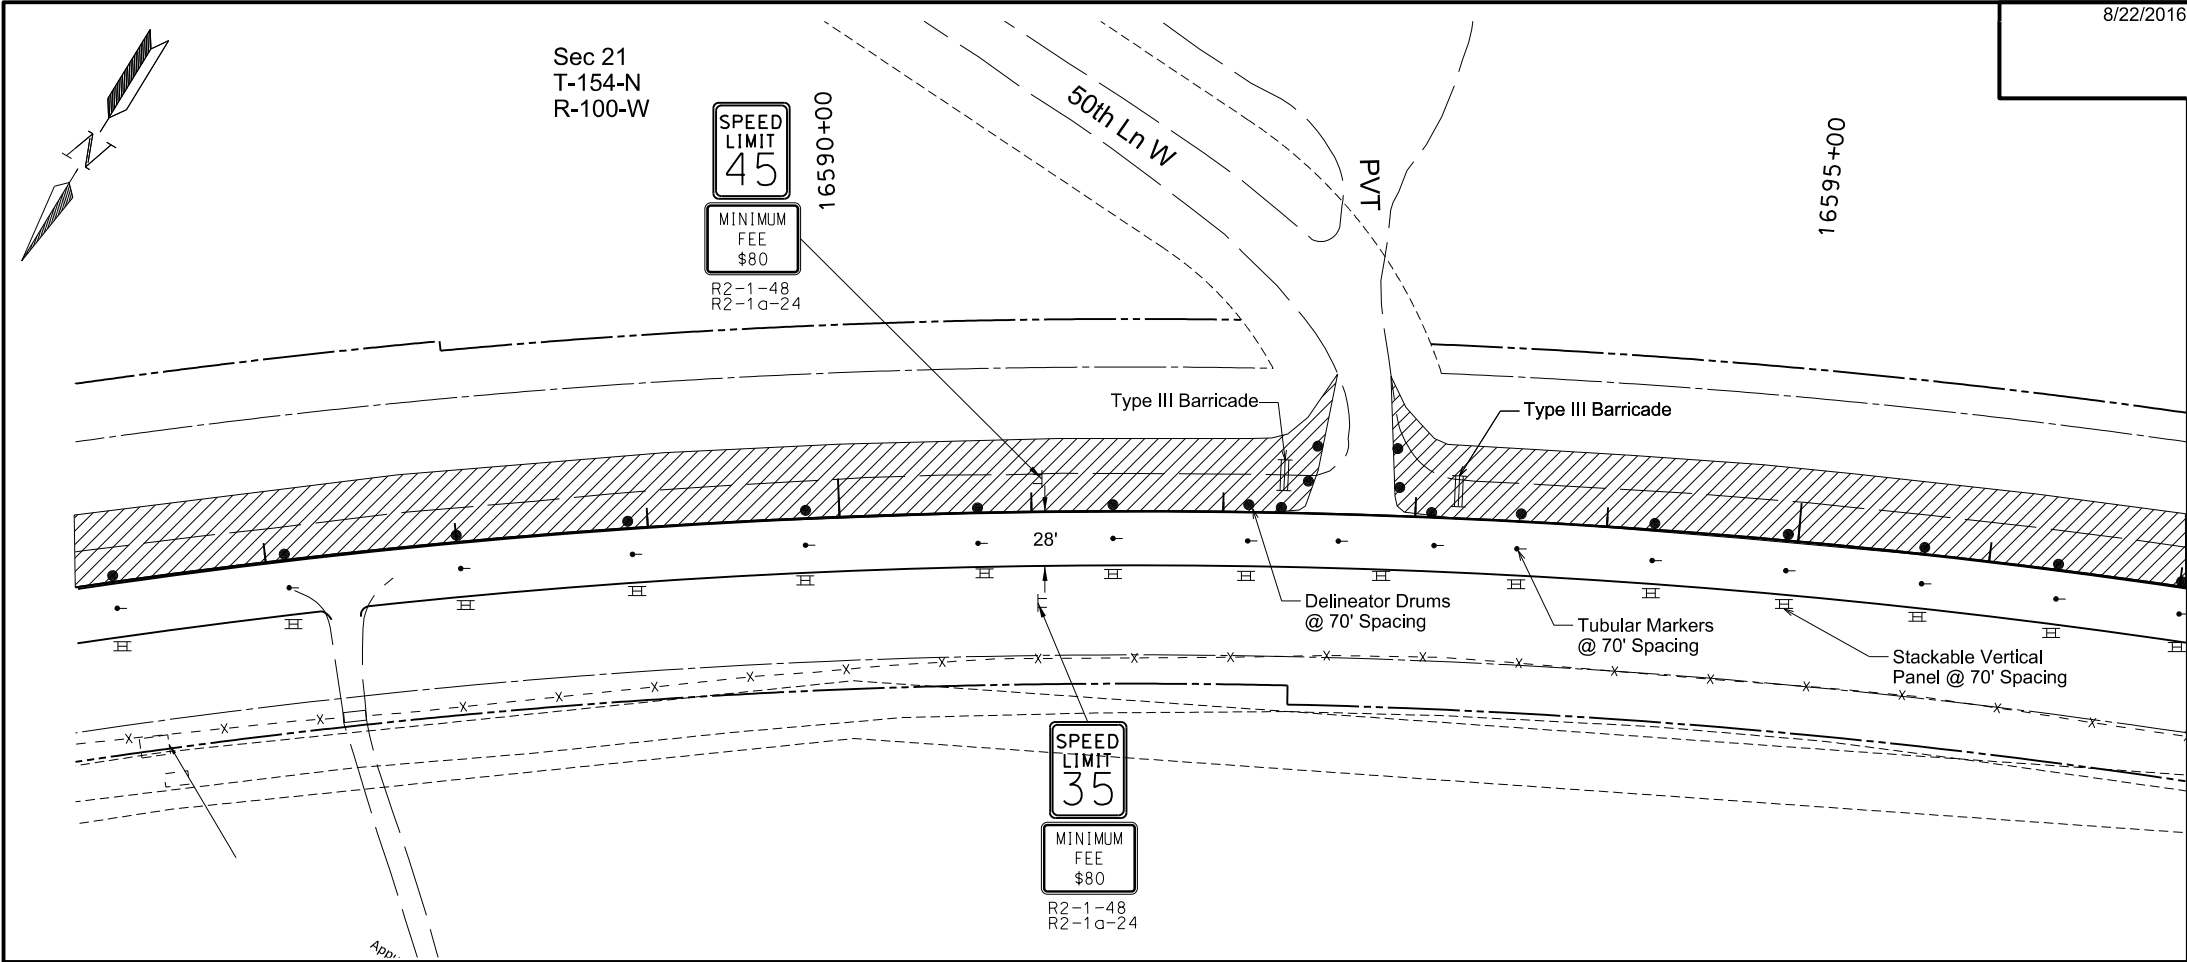 8/22/2016
Sec 21
T-154-N
R-100-W
N
SPEED
LIMIT
45
MINIMUM
FEE
$80
R2-1-48
R2-1a-24
16590+00
50th Ln W
PVT
16595+00
Type III Barricade
Type III Barricade
28'
Delineator Drums
@ 70' Spacing
Tubular Markers
@ 70' Spacing
Stackable Vertical
Panel @ 70' Spacing
SPEED
LIMIT
35
MINIMUM
FEE
$80
R2-1-48
R2-1a-24